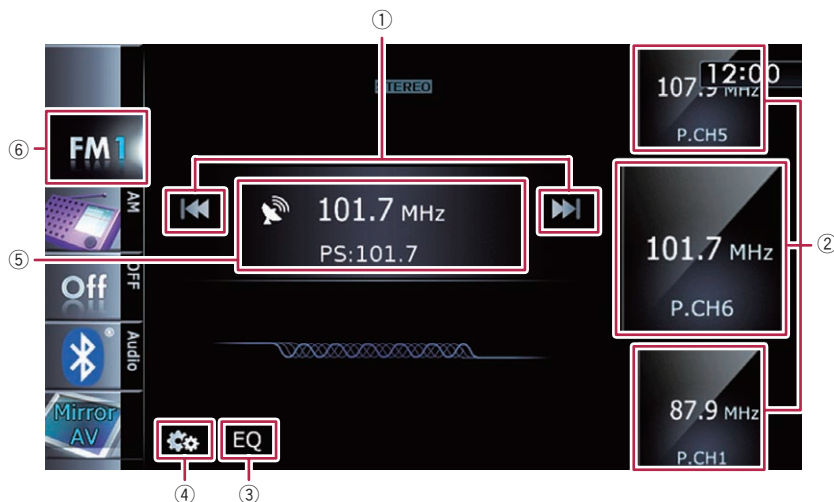 ①
STEREO
12:00
107.9 MHz
P.CH5
⑥
FM1
AM
101.7 MHz
PS:101.7
⑤
②
101.7 MHz
P.CH6
Off
OFF
Audio
Mirror
AV
87.9 MHz
P.CH1
EQ
④
③